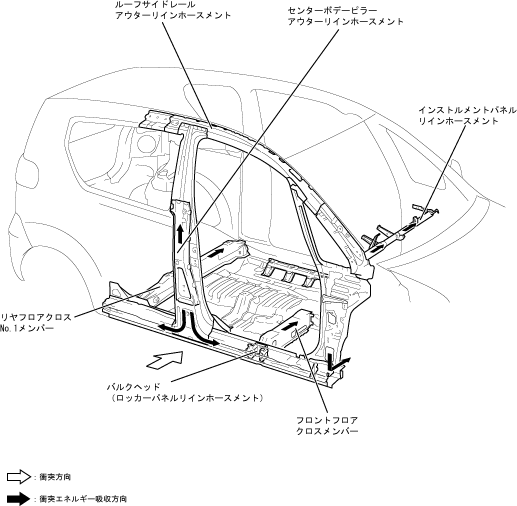 ルーフサイドレール
アウターリインホースメント
センターボデーピラー
アウターリインホースメント
インストルメントパネル
リインホースメント
リヤフロアクロス
No.1メンバー
バルクヘッド
（ロッカーパネルリインホースメント）
フロントフロア
クロスメンバー
：衝突方向
：衝突エネルギー吸収方向